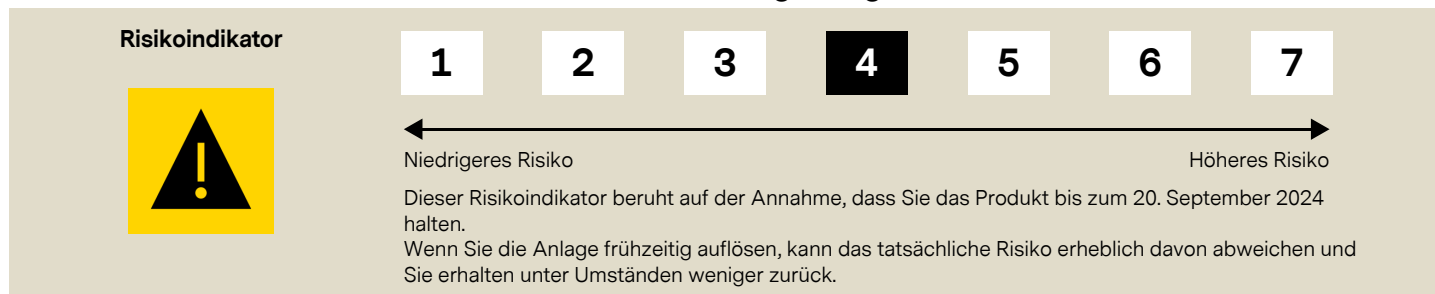 Risikoindikator
1 2 3 4 5 6 7
!
Niedrigeres Risiko Höheres Risiko
Dieser Risikoindikator beruht auf der Annahme, dass Sie das Produkt bis zum 20. September 2024
halten.
Wenn Sie die Anlage frühzeitig auflösen, kann das tatsächliche Risiko erheblich davon abweichen und
Sie erhalten unter Umständen weniger zurück.